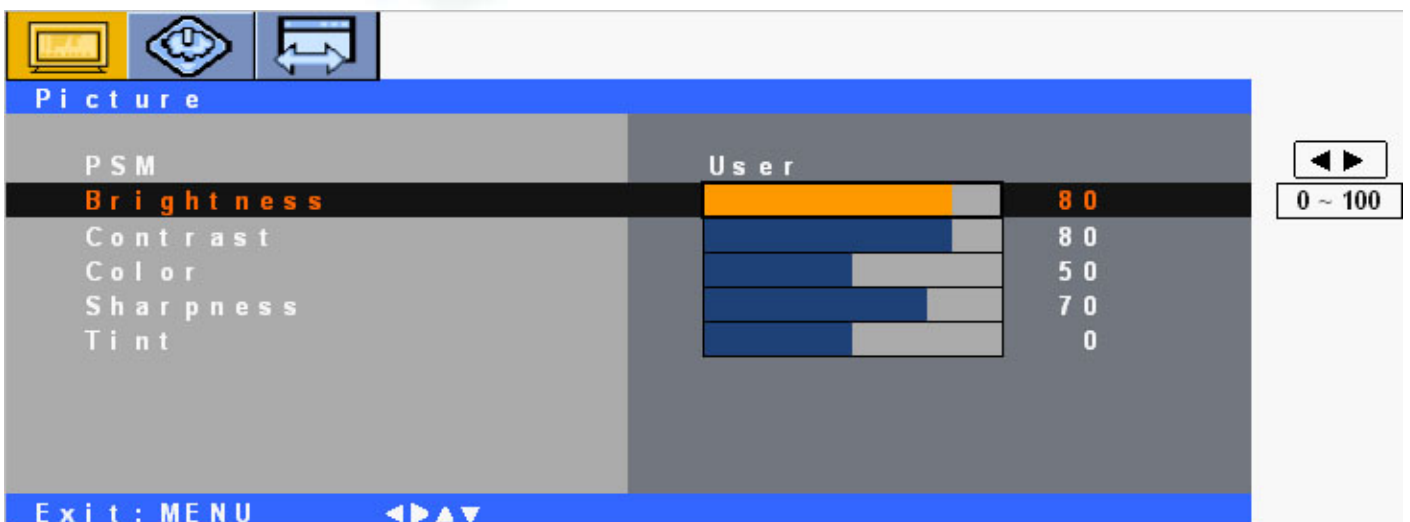 Picture
PSM User
Brightness 80
0 ~ 100
Contrast 80
Color 50
Sharpness 70
Tint 0
Exit:MENU